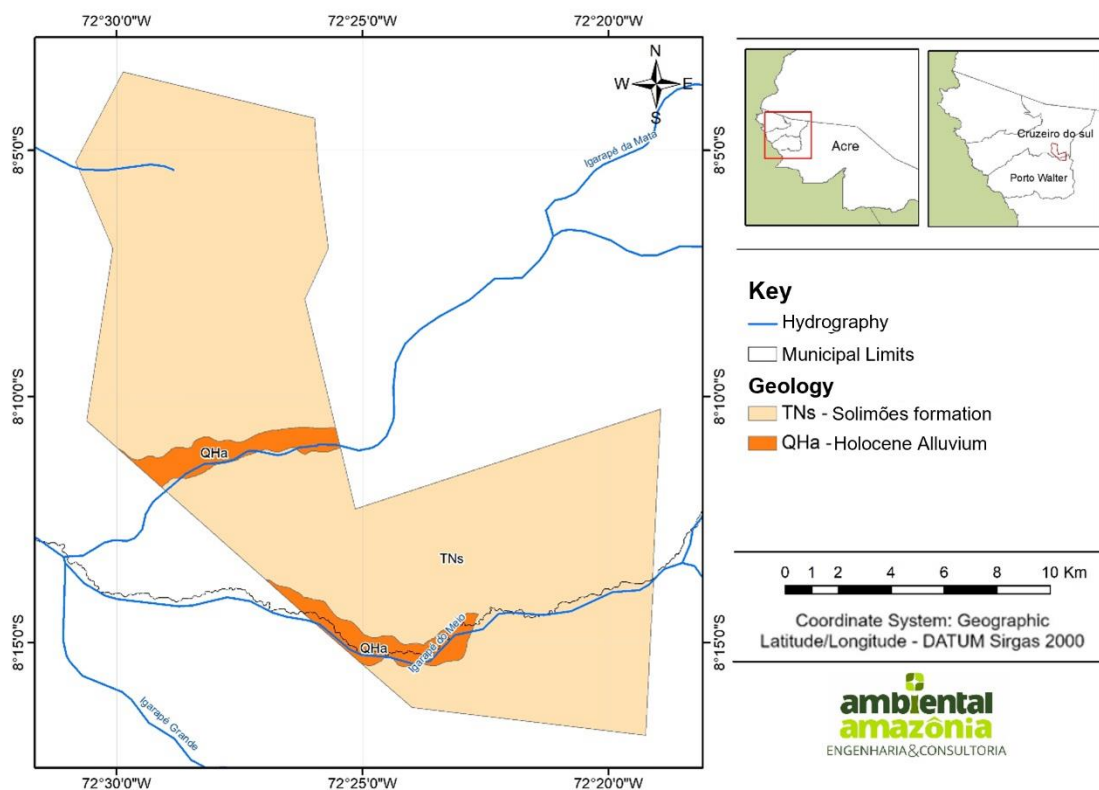 72°30'0"W 72°25'0"W 72°20'0"W
N
W E
S
8°5'0"S
8°5'0"S
Igarapé da Mata
8°10'0"S
8°10'0"S
QHa
TNs
QHa
Igarapé do Meio
8°15'0"S
8°15'0"S
Igarapé Grande
72°30'0"W 72°25'0"W 72°20'0"W
Acre
Cruzeiro do sul
Porto Walter
Key
Hydrography
Municipal Limits
Geology
TNs - Solimões formation
QHa - Holocene Alluvium
0 1 2 4 6 8 10 Km
Coordinate System: Geographic
Latitude/Longitude - DATUM Sirgas 2000
ambiental
amazônia
ENGENHARIA&CONSULTORIA